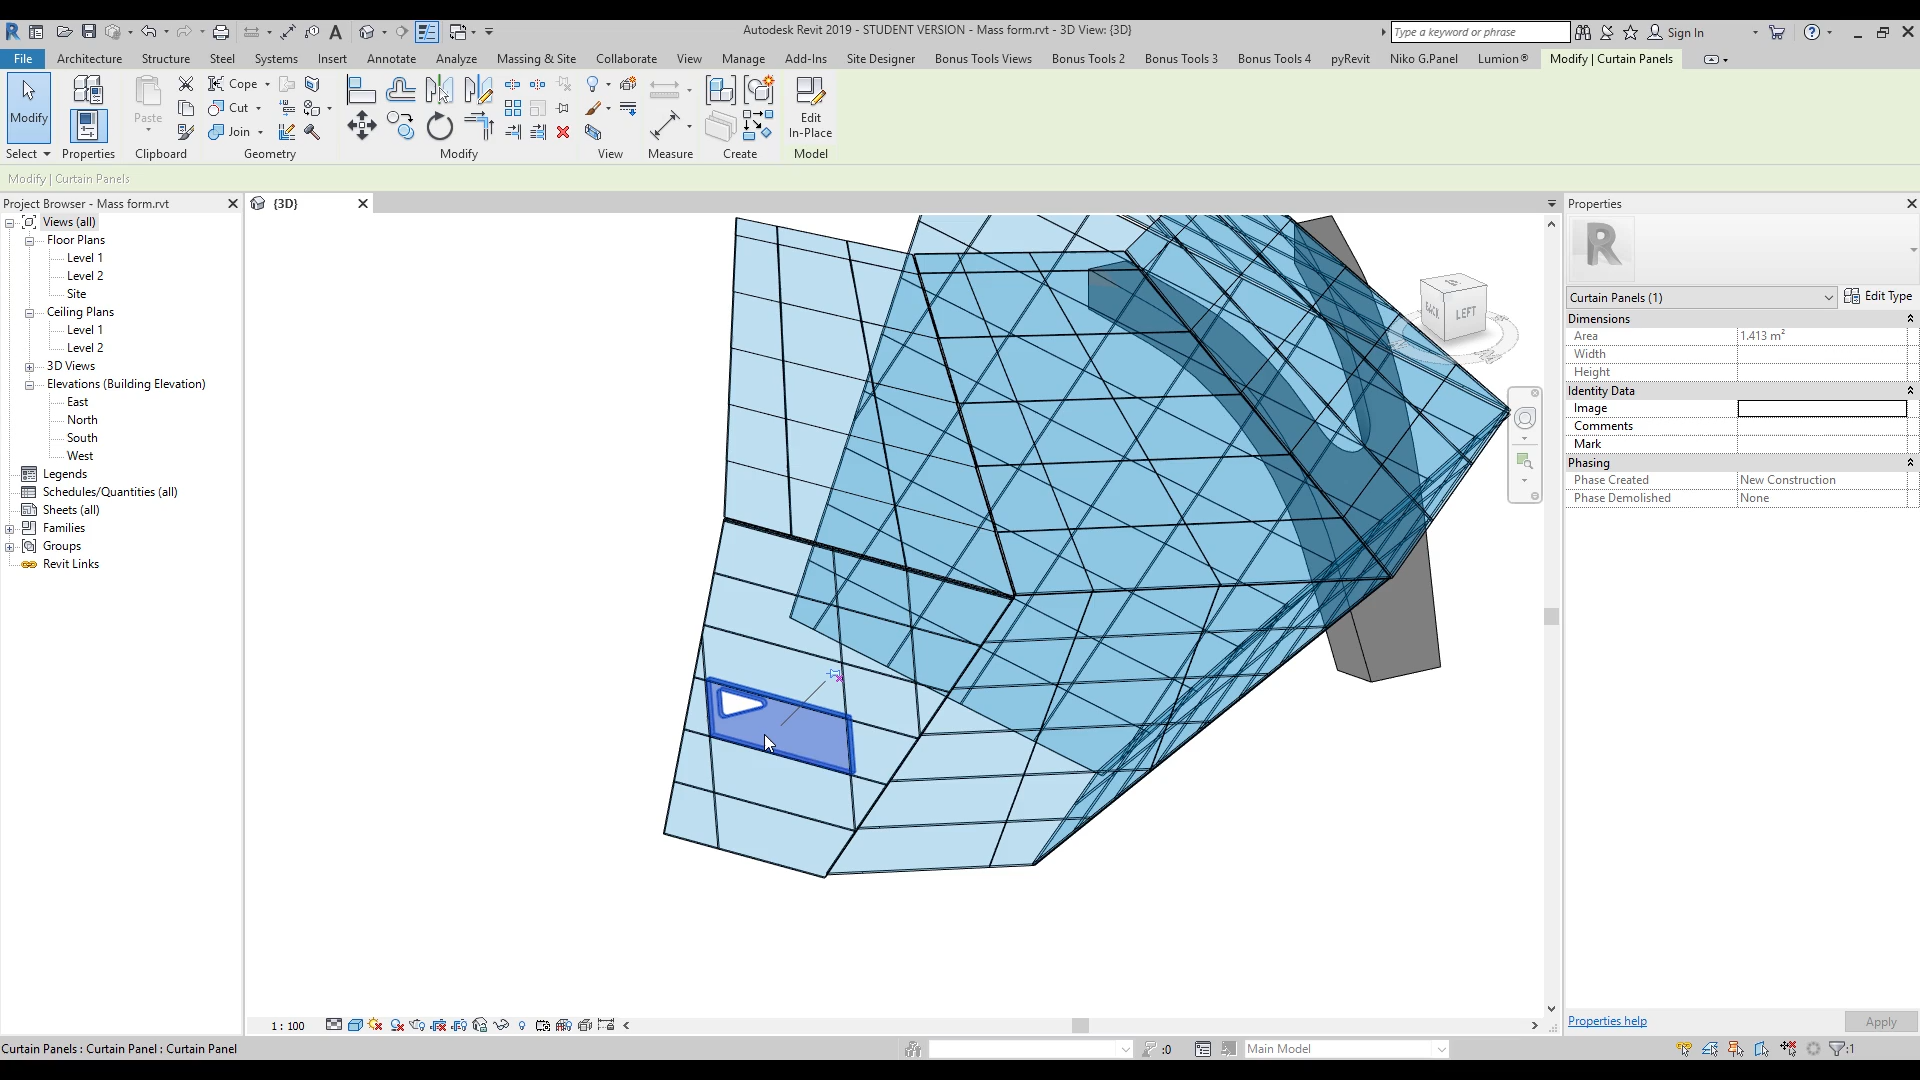 Autodesk Revit 2019 - STUDENT VERSION - Mass form.rvt - 3D View: {3D}
Type a keyword or phrase
Sign In
File Architecture Structure Steel Systems Insert Annotate Analyze Massing & Site Collaborate View Manage Add-Ins Site Designer Bonus Tools Views Bonus Tools 2 Bonus Tools 3 Bonus Tools 4 pyRevit Niko G.Panel Lumion® Modify | Curtain Panels
Cope
Cut
Join
Modify
Paste
Edit
In-Place
Select Properties Clipboard Geometry Modify View Measure Create Model
Modify | Curtain Panels
Project Browser - Mass form.rvt
Views (all)
Floor Plans
Level 1
Level 2
Site
Ceiling Plans
Level 1
Level 2
3D Views
Elevations (Building Elevation)
East
North
South
West
Legends
Schedules/Quantities (all)
Sheets (all)
Families
Groups
Revit Links
{3D}
BACK
LEFT
1 : 100
Properties
R
Curtain Panels (1)
Edit Type
Dimensions
Area 1.413 m²
Width
Height
Identity Data
Image
Comments
Mark
Phasing
Phase Created New Construction
Phase Demolished None
Properties help
Apply
Curtain Panels : Curtain Panel : Curtain Panel
:0
Main Model
:1